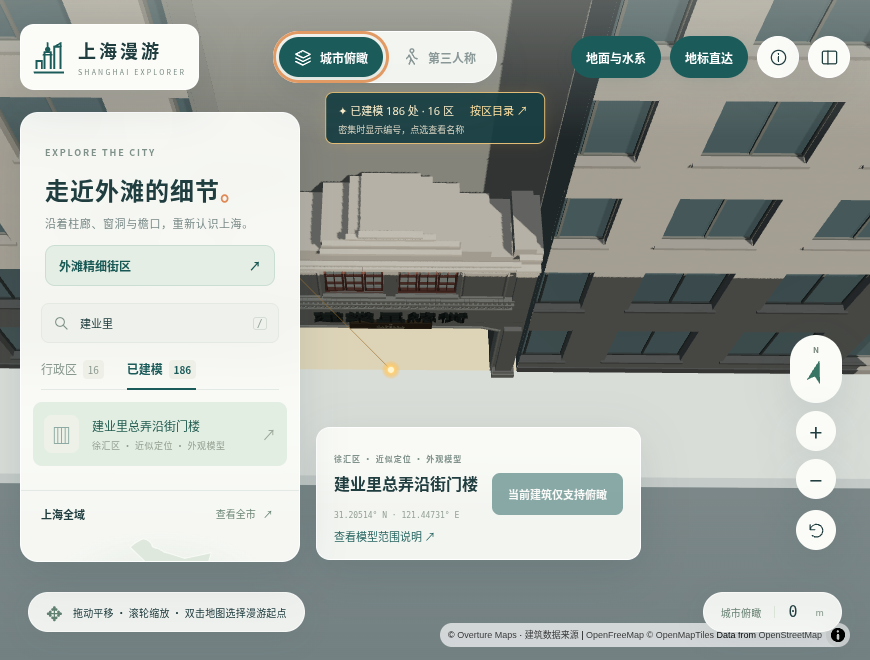 上海漫游
SHANGHAI EXPLORER
城市俯瞰
第三人称
地面与水系
地标直达
✦ 已建模 186 处 · 16 区 按区目录 ↗
密集时显示编号，点选查看名称
EXPLORE THE CITY
走近外滩的细节。
沿着柱廊、窗洞与檐口，重新认识上海。
外滩精细街区 ↗
建业里 /
行政区 16 已建模 186
建业里总弄沿街门楼
徐汇区 · 近似定位 · 外观模型
上海全域 查看全市 ↗
徐汇区 · 近似定位 · 外观模型
建业里总弄沿街门楼
当前建筑仅支持俯瞰
31.20514° N · 121.44731° E
查看模型范围说明 ↗
N
+
−
拖动平移 · 滚轮缩放 · 双击地图选择漫游起点
城市俯瞰 0 m
© Overture Maps · 建筑数据来源 | OpenFreeMap © OpenMapTiles Data from OpenStreetMap